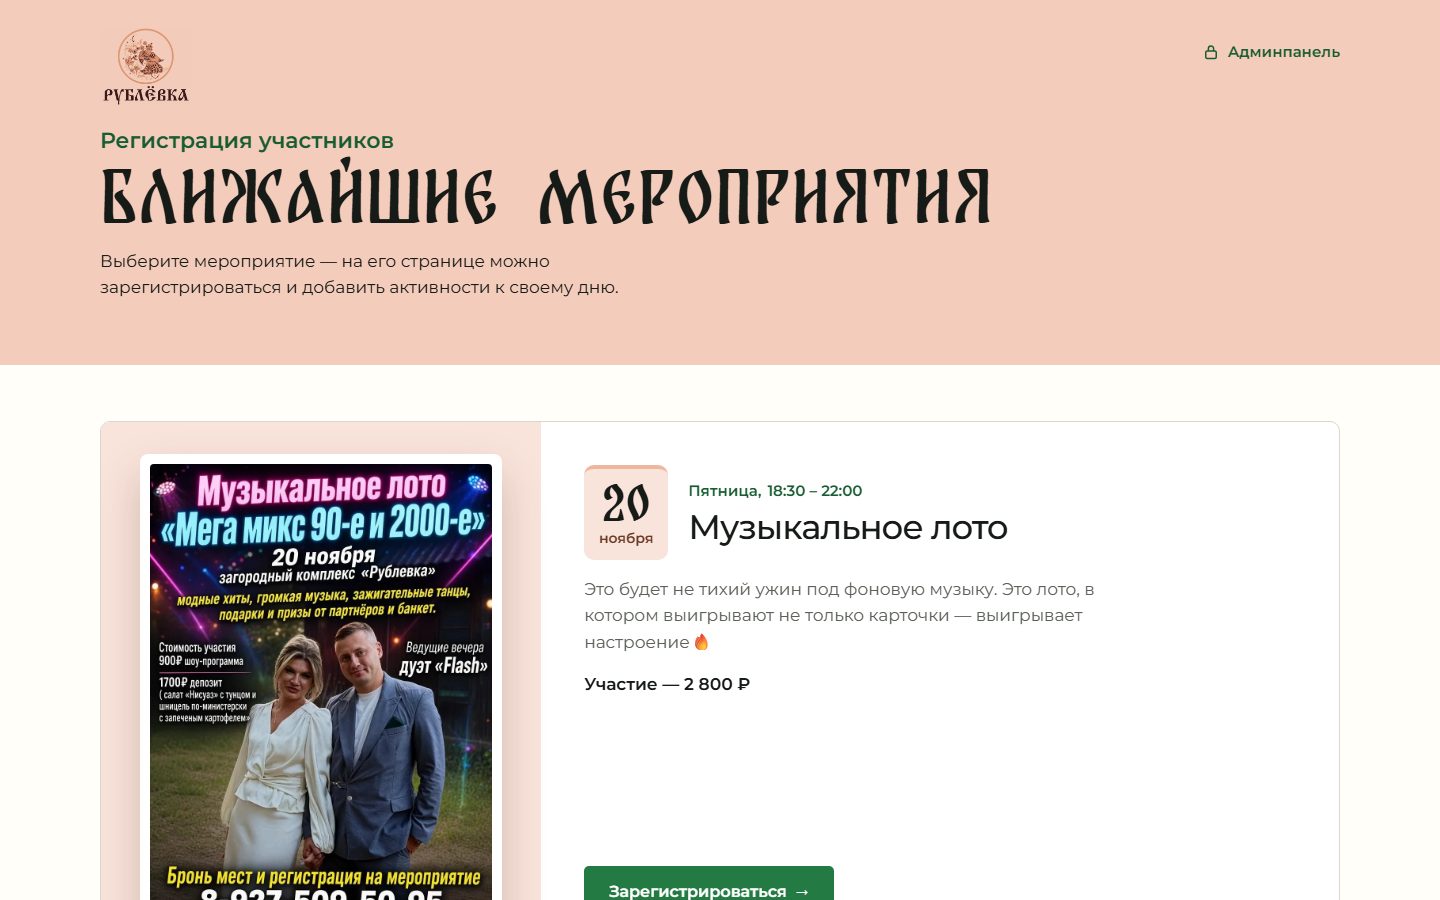 РУБЛЁВКА
Админпанель
Регистрация участников
БЛИЖАЙШИЕ МЕРОПРИЯТИЯ
Выберите мероприятие — на его странице можно
зарегистрироваться и добавить активности к своему дню.
Музыкальное лото
«Мега микс 90-е и 2000-е»
20 ноября
загородный комплекс «Рублевка»
модные хиты, громкая музыка, зажигательные танцы,
подарки и призы от партнёров и банкет.
Стоимость участия
900₽ шоу-программа
1700₽ депозит
( салат «Нисуаз» с тунцом и
шницель по-министерски
с запеченым картофелем»
Ведущие вечера
дуэт «Flash»
Бронь мест и регистрация на мероприятие
20
ноября
Пятница, 18:30 – 22:00
Музыкальное лото
Это будет не тихий ужин под фоновую музыку. Это лото, в
котором выигрывают не только карточки — выигрывает
настроение🔥
Участие — 2 800 ₽
Зарегистрироваться →